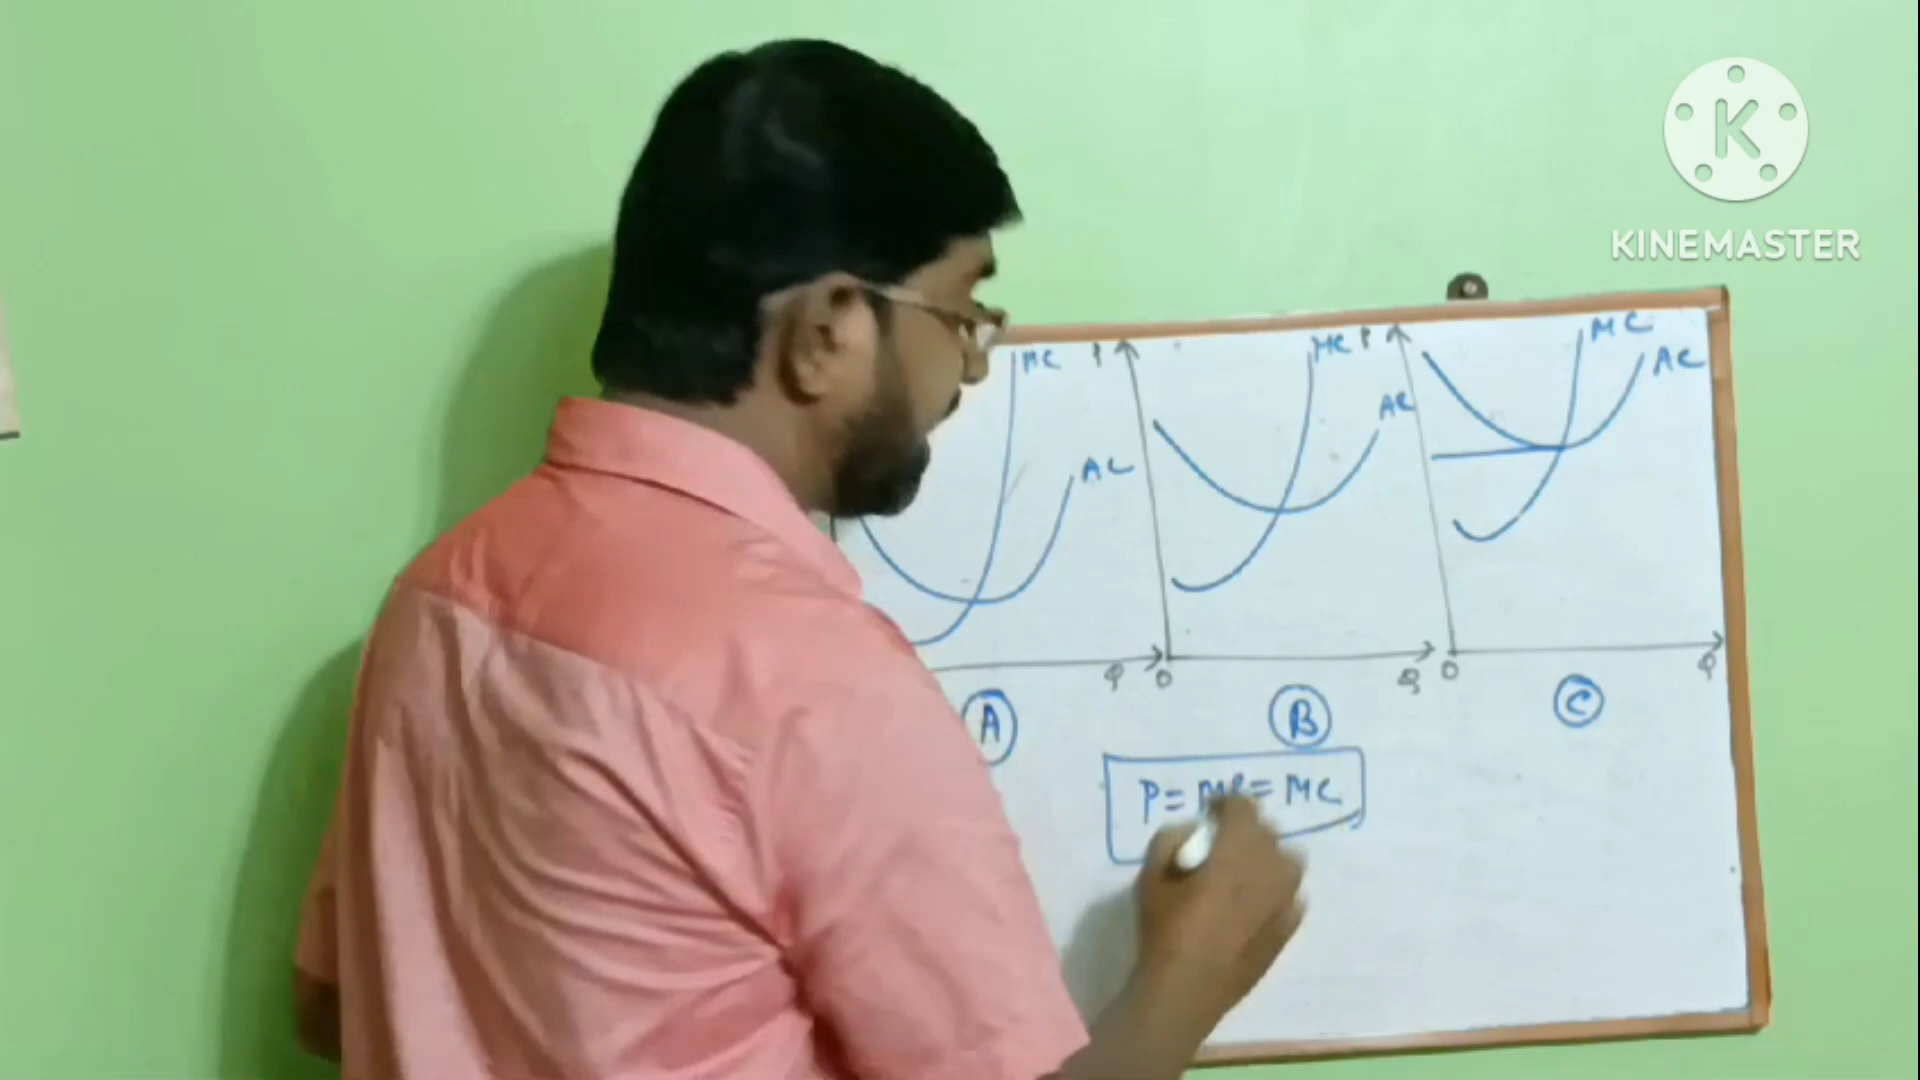 K
KINEMASTER
MC
AC
P
O
Q
A
MC
AC
P
O
Q
B
MC
AC
Q
C
P = MR = MC